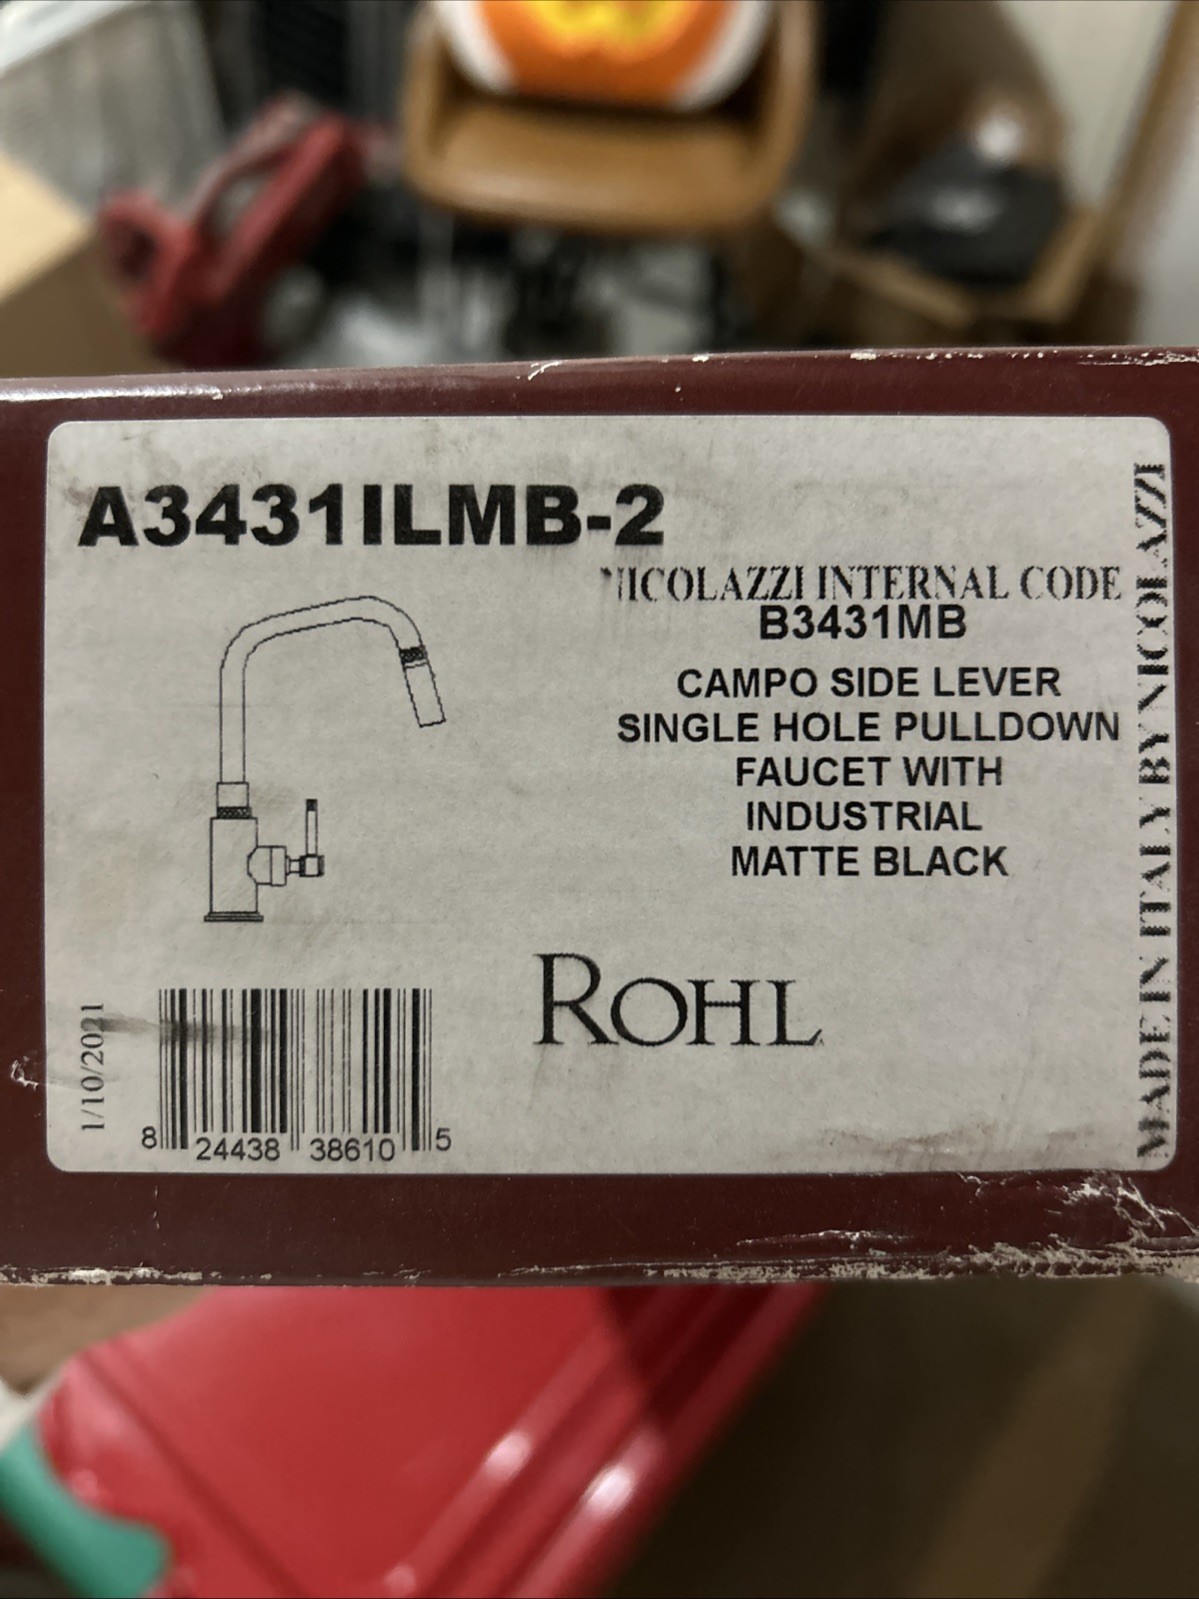 A3431ILMB-2
NICOLAZZI INTERNAL CODE
B3431MB
CAMPO SIDE LEVER
SINGLE HOLE PULLDOWN
FAUCET WITH
INDUSTRIAL
MATTE BLACK
ROHL
1/10/2021
8 24438 38610 5
MADE IN ITALY BY NICOLAZZI